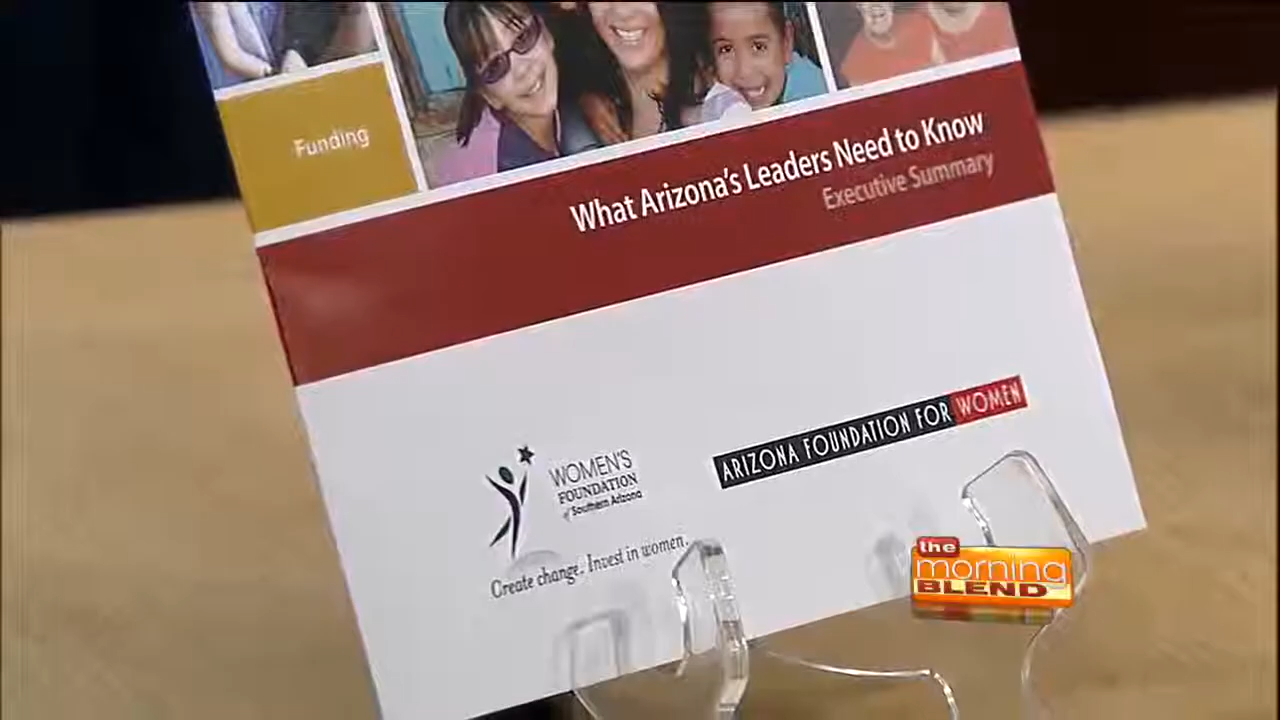 Funding
What Arizona's Leaders Need to Know
Executive Summary
WOMEN'S
FOUNDATION
of Southern Arizona
Create change. Invest in women.
ARIZONA FOUNDATION FOR WOMEN
the
morning
BLEND